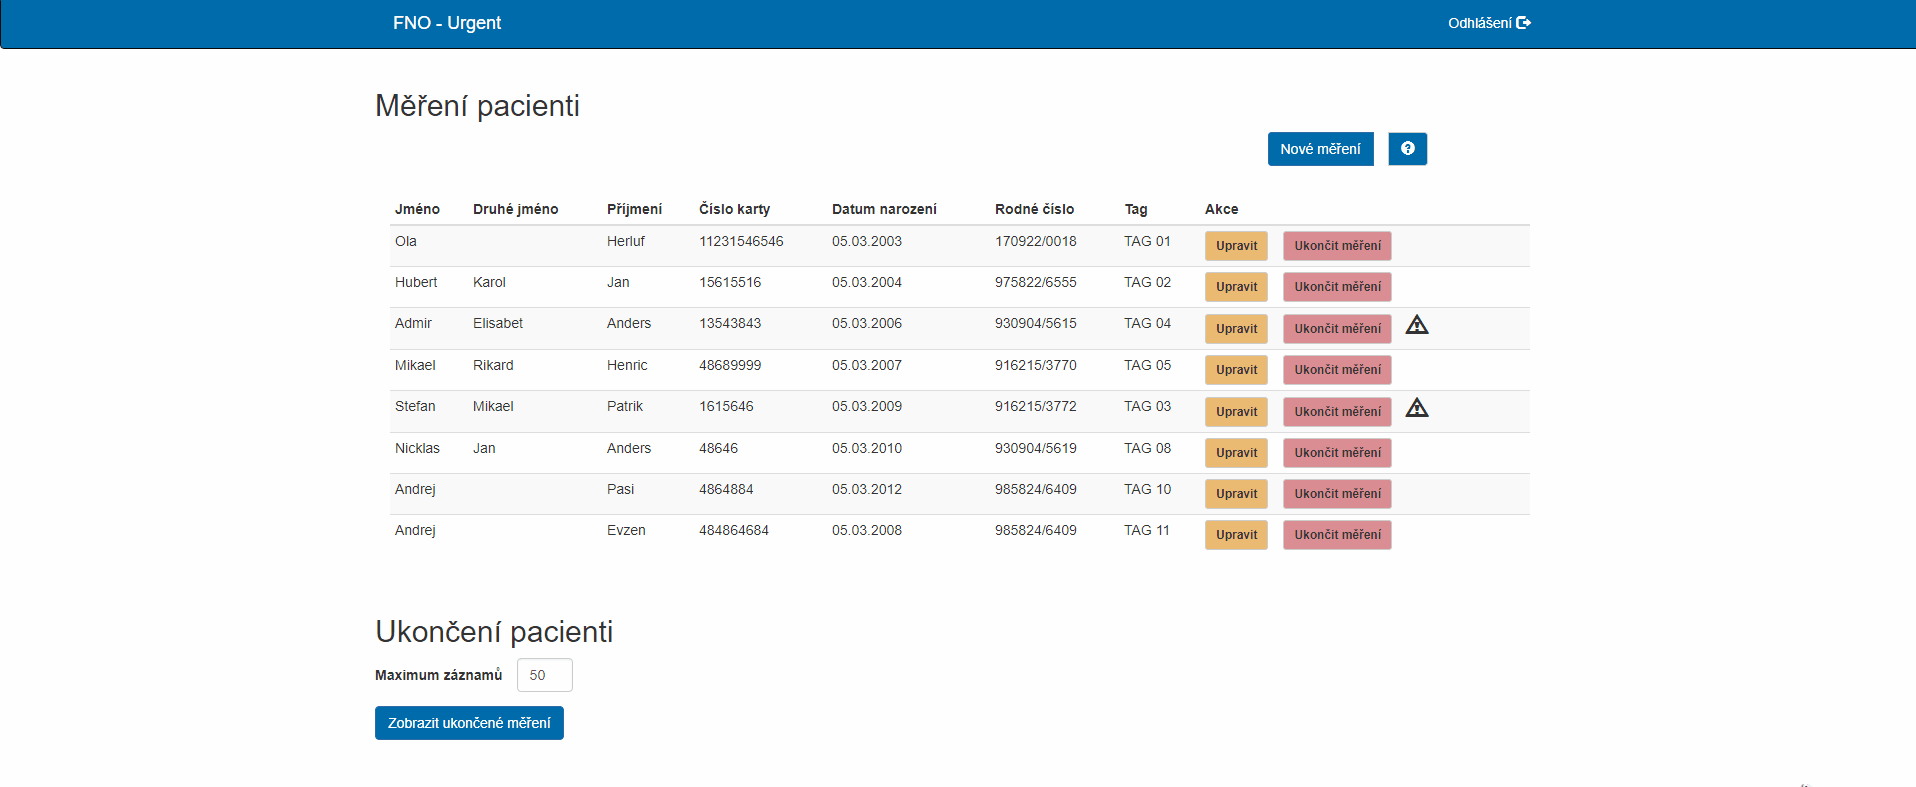 FNO - Urgent Odhlášení
Měření pacienti
Nové měření
Jméno Druhé jméno Příjmení Číslo karty Datum narození Rodné číslo Tag Akce
Ola Herluf 11231546546 05.03.2003 170922/0018 TAG 01 Upravit Ukončit měření
Hubert Karol Jan 15615516 05.03.2004 975822/6555 TAG 02 Upravit Ukončit měření
Admir Elisabet Anders 13543843 05.03.2006 930904/5615 TAG 04 Upravit Ukončit měření
Mikael Rikard Henric 48689999 05.03.2007 916215/3770 TAG 05 Upravit Ukončit měření
Stefan Mikael Patrik 1615646 05.03.2009 916215/3772 TAG 03 Upravit Ukončit měření
Nicklas Jan Anders 48646 05.03.2010 930904/5619 TAG 08 Upravit Ukončit měření
Andrej Pasi 4864884 05.03.2012 985824/6409 TAG 10 Upravit Ukončit měření
Andrej Evzen 484864684 05.03.2008 985824/6409 TAG 11 Upravit Ukončit měření
Ukončení pacienti
Maximum záznamů 50
Zobrazit ukončené měření